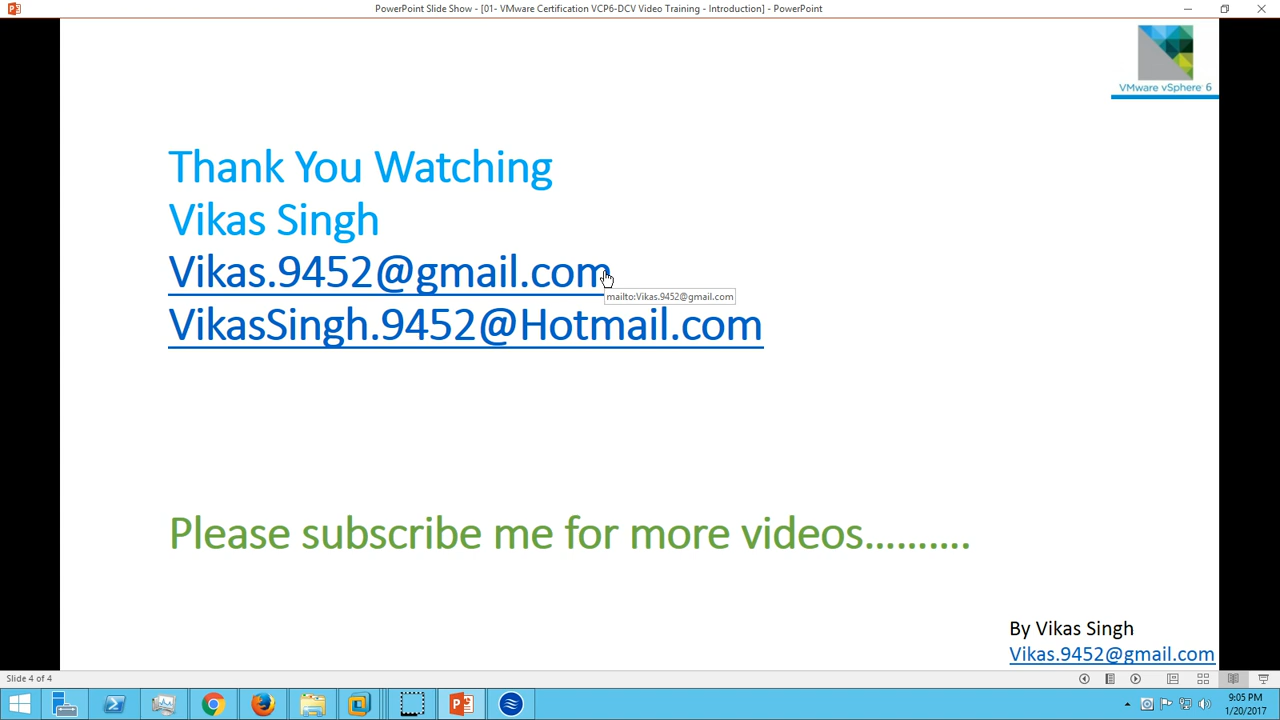 PowerPoint Slide Show - [01- VMware Certification VCP6-DCV Video Training - Introduction] - PowerPoint
VMware vSphere 6
Thank You Watching
Vikas Singh
Vikas.9452@gmail.com
mailto:Vikas.9452@gmail.com
VikasSingh.9452@Hotmail.com
Please subscribe me for more videos..........
By Vikas Singh
Vikas.9452@gmail.com
Slide 4 of 4
9:05 PM
1/20/2017